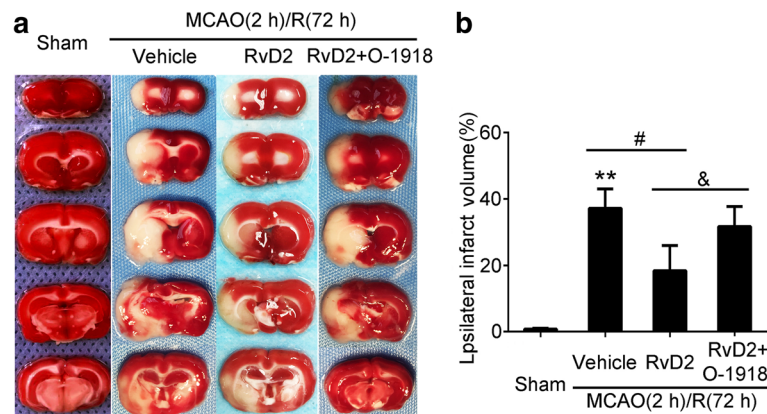 a
MCAO(2 h)/R(72 h)
Sham
Vehicle
RvD2
RvD2+O-1918
b
Lpsilateral infarct volume(%)
60
40
20
0
#
**
&
Sham
Vehicle
RvD2
RvD2+
O-1918
MCAO(2 h)/R(72 h)